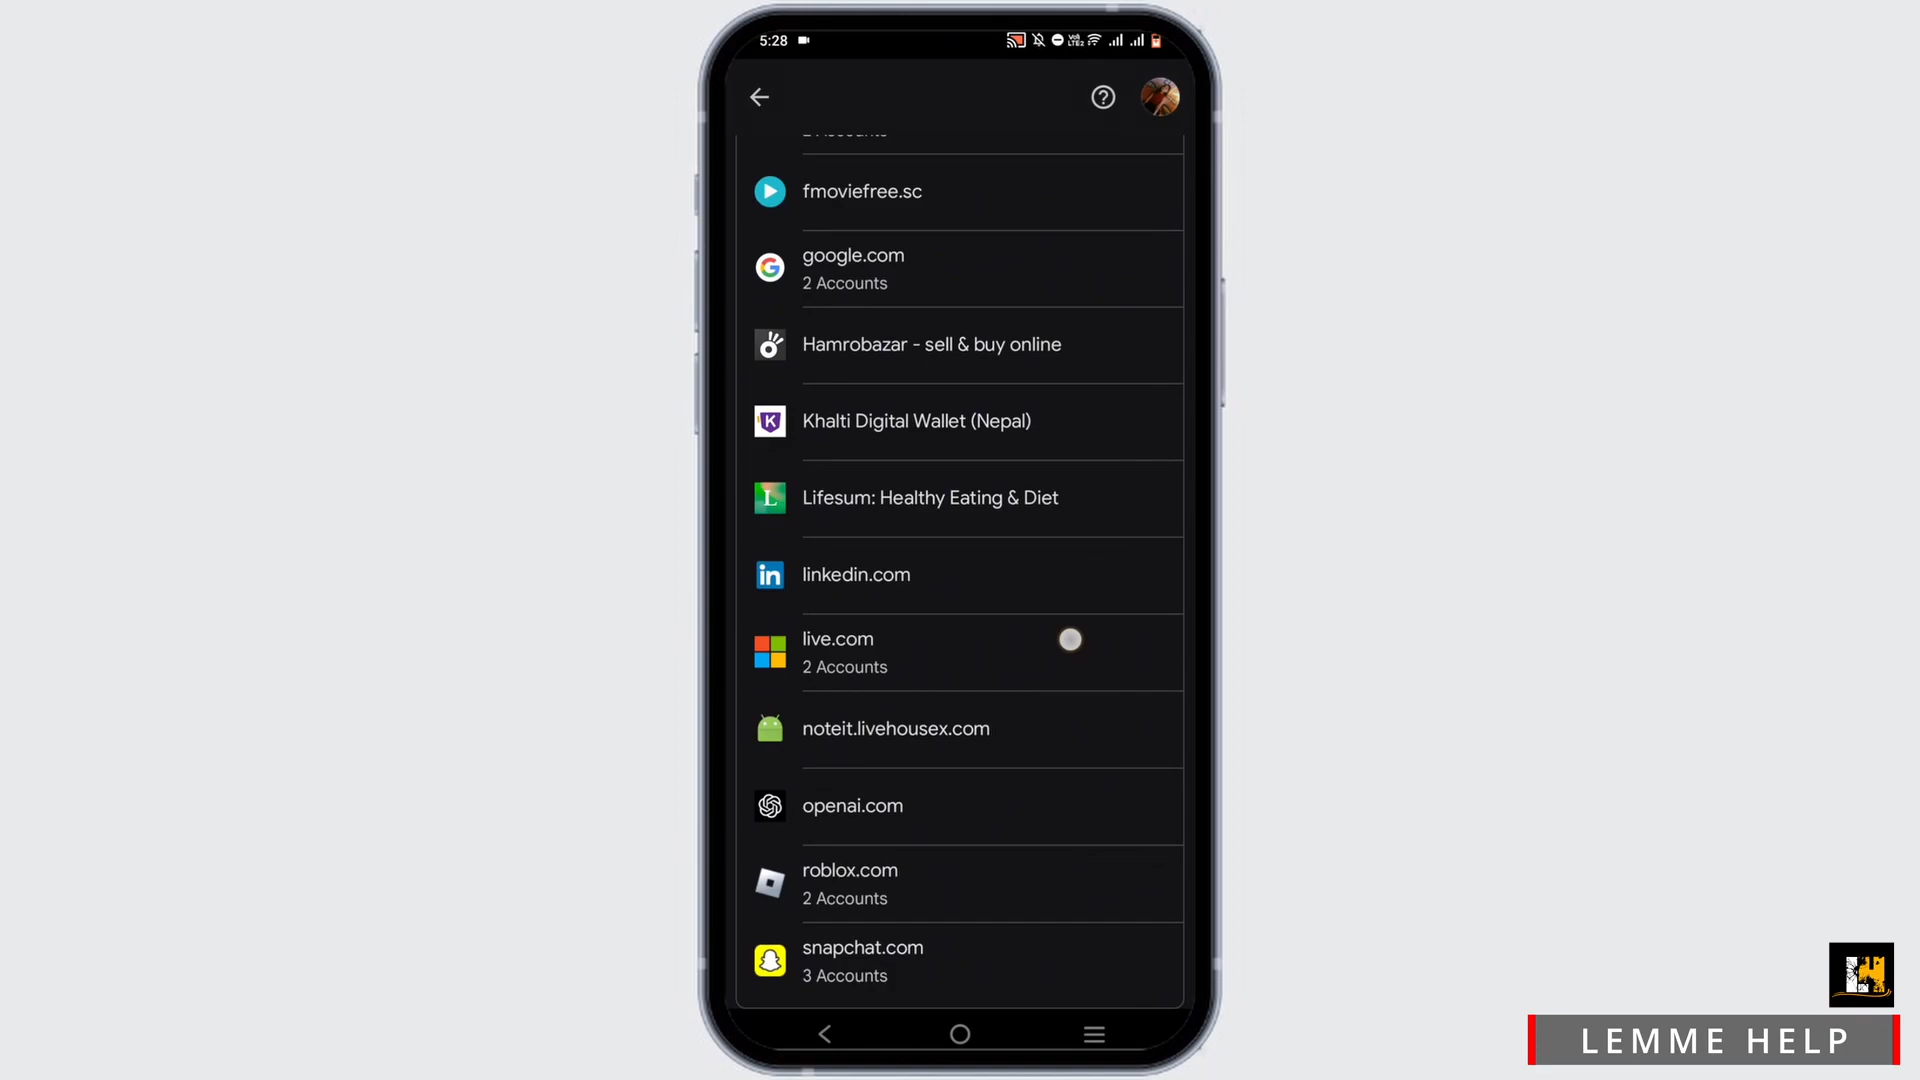 5:28
fmoviefree.sc
google.com
2 Accounts
Hamrobazar - sell & buy online
Khalti Digital Wallet (Nepal)
Lifesum: Healthy Eating & Diet
linkedin.com
live.com
2 Accounts
noteit.livehousex.com
openai.com
roblox.com
2 Accounts
snapchat.com
3 Accounts
LEMME HELP